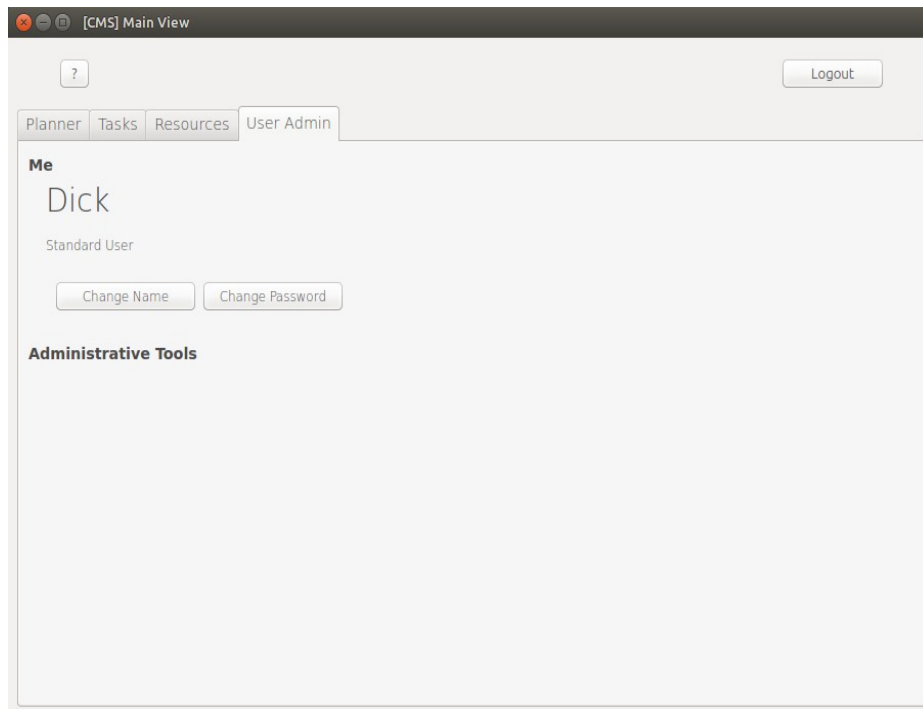 [CMS] Main View
? Logout
Planner Tasks Resources User Admin
Me
Dick
Standard User
Change Name Change Password
Administrative Tools